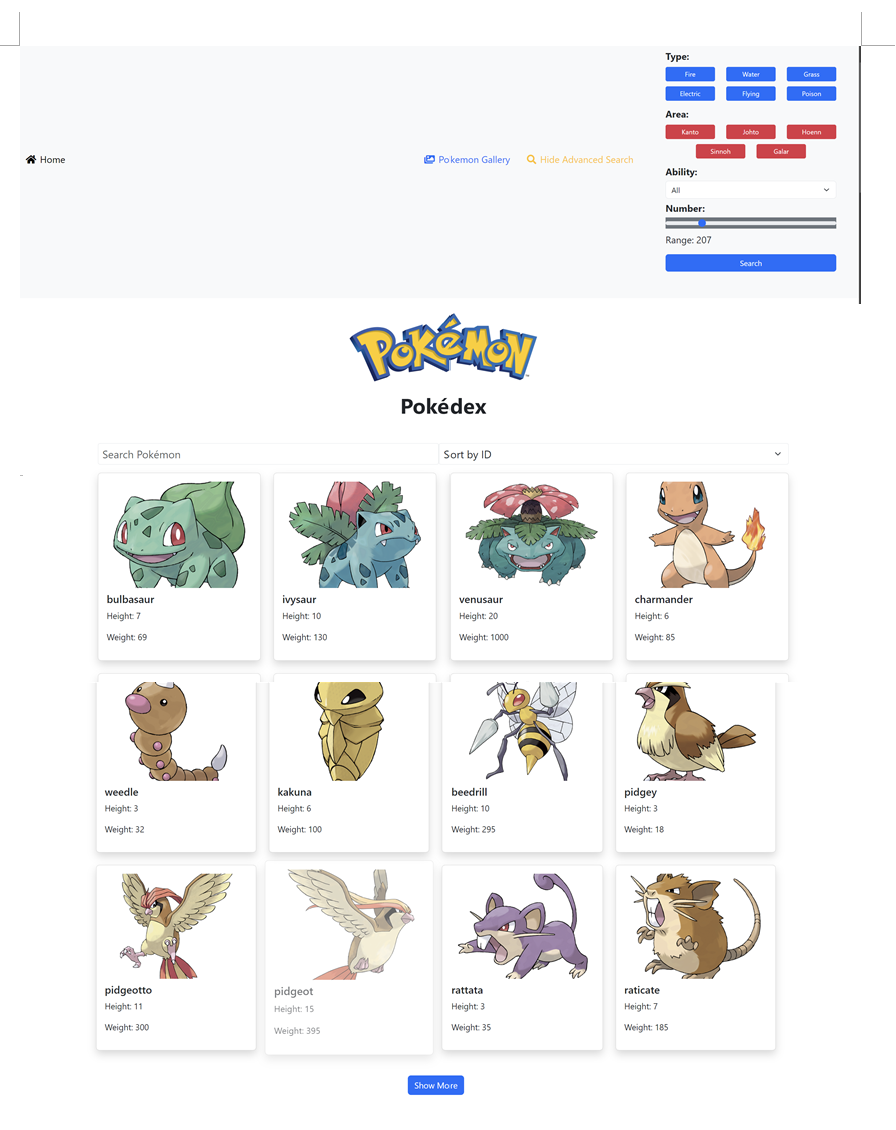 Type:
Fire Water Grass
Electric Flying Poison
Area:
Kanto Johto Hoenn
Sinnoh Galar
Home Pokemon Gallery Hide Advanced Search
Ability:
All
Number:
Range: 207
Search
POKéMON
Pokédex
Search Pokémon Sort by ID
bulbasaur ivysaur venusaur charmander
Height: 7 Height: 10 Height: 20 Height: 6
Weight: 69 Weight: 130 Weight: 1000 Weight: 85
weedle kakuna beedrill pidgey
Height: 3 Height: 6 Height: 10 Height: 3
Weight: 32 Weight: 100 Weight: 295 Weight: 18
pidgeotto pidgeot rattata raticate
Height: 11 Height: 15 Height: 3 Height: 7
Weight: 300 Weight: 395 Weight: 35 Weight: 185
Show More